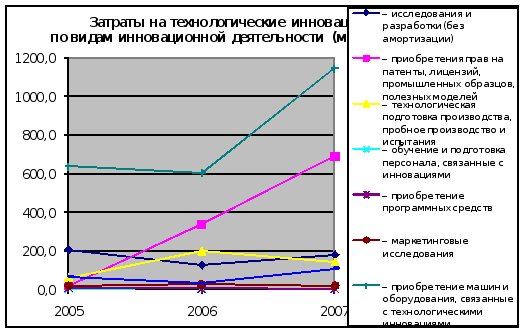 Затраты на технологические инновац
по видам инновационной деятельности (м
1200,0
1000,0
800,0
600,0
400,0
200,0
0,0
2005
2006
2007
– исследования и
разработки (без
амортизации)
– приобретения прав на
патенты, лицензий,
промышленных образцов,
полезных моделей
– технологическая
подготовка производства,
пробное производство и
испытания
– обучение и подготовка
персонала, связанные с
инновациями
– приобретение
программных средств
– маркетинговые
исследования
– приобретение машин и
оборудования, связанные
с технологическими
инновациями